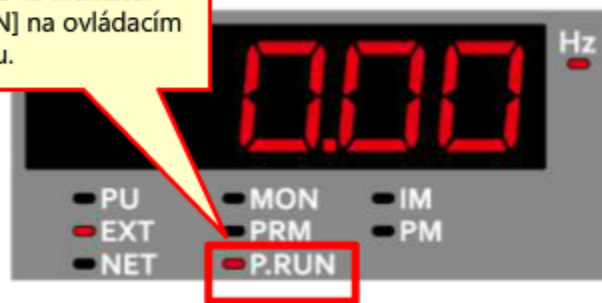 N] na ovládacím
u.
0.00
Hz
PU MON IM
EXT PRM PM
NET P.RUN